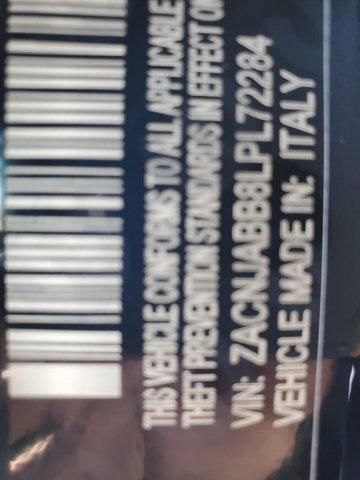 THIS VEHICLE CONFORMS TO ALL APPLICABLE
THEFT PREVENTION STANDARDS IN EFFECT ON
VIN: ZACNJABB8LPL72284
VEHICLE MADE IN: ITALY